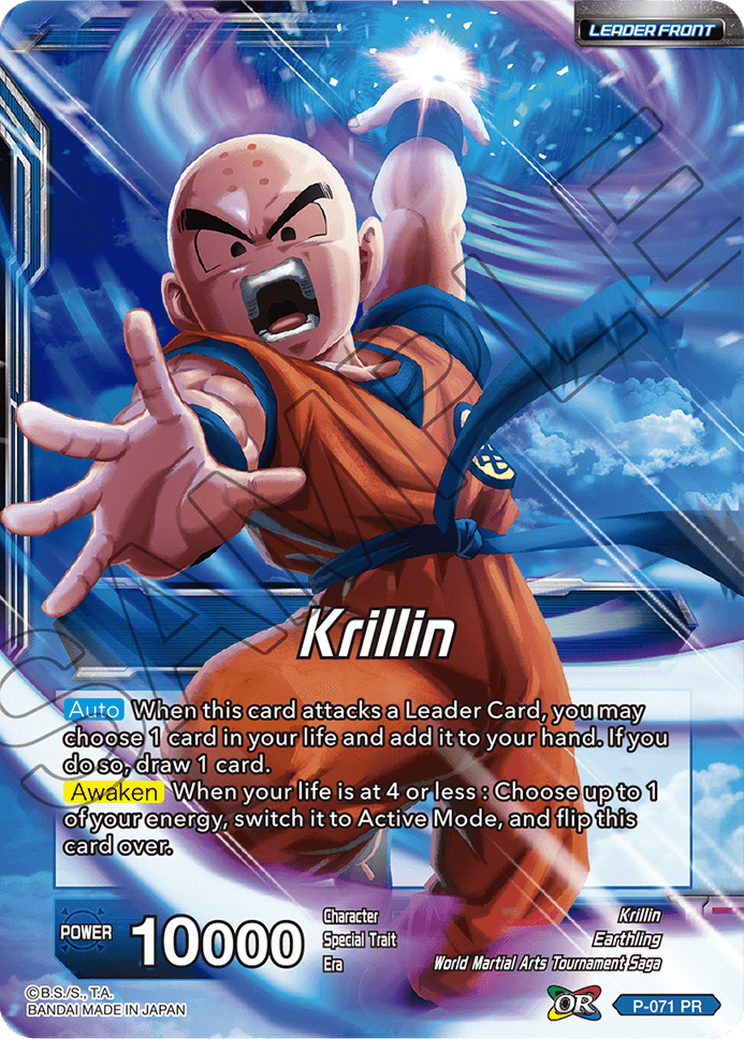 LEADER FRONT
SAMPLE
Krillin
Auto When this card attacks a Leader Card, you may
choose 1 card in your life and add it to your hand. If you
do so, draw 1 card.
Awaken When your life is at 4 or less : Choose up to 1
of your energy, switch it to Active Mode, and flip this
card over.
POWER 10000
Character Krillin
Special Trait Earthling
Era World Martial Arts Tournament Saga
©B.S./S., T.A.
BANDAI MADE IN JAPAN
OR P-071 PR